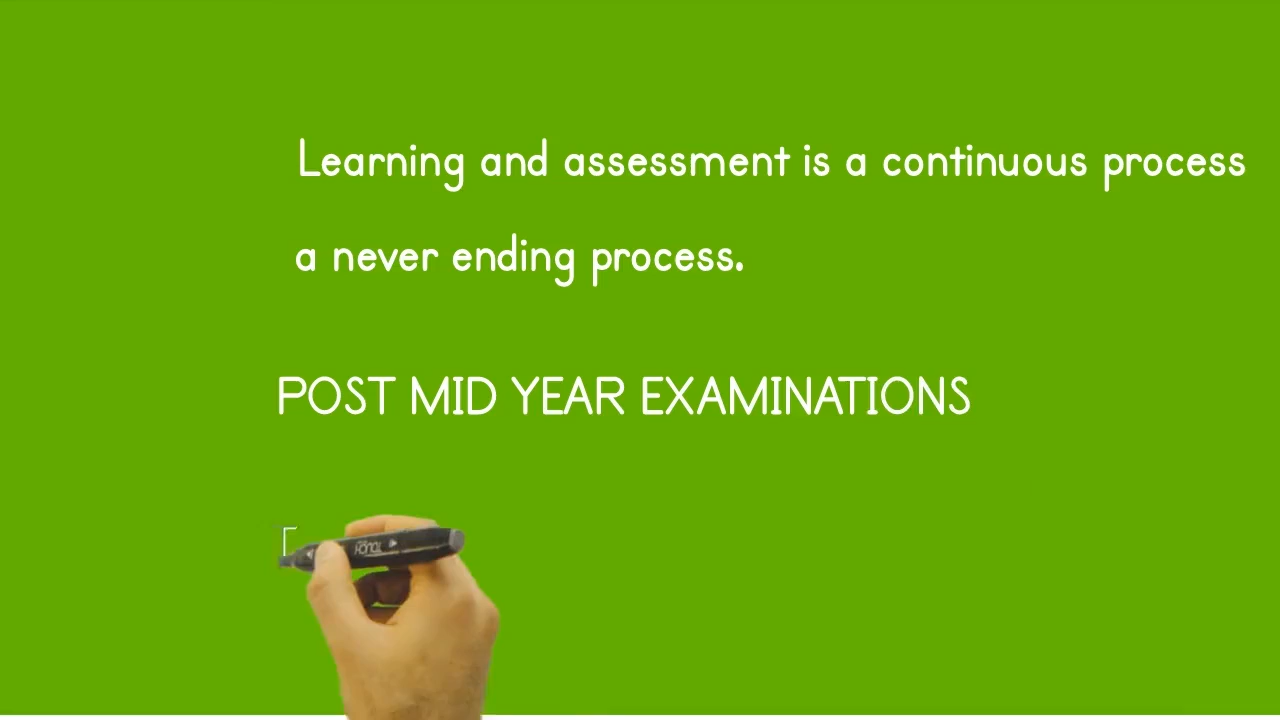 Learning and assessment is a continuous process
a never ending process.
POST MID YEAR EXAMINATIONS